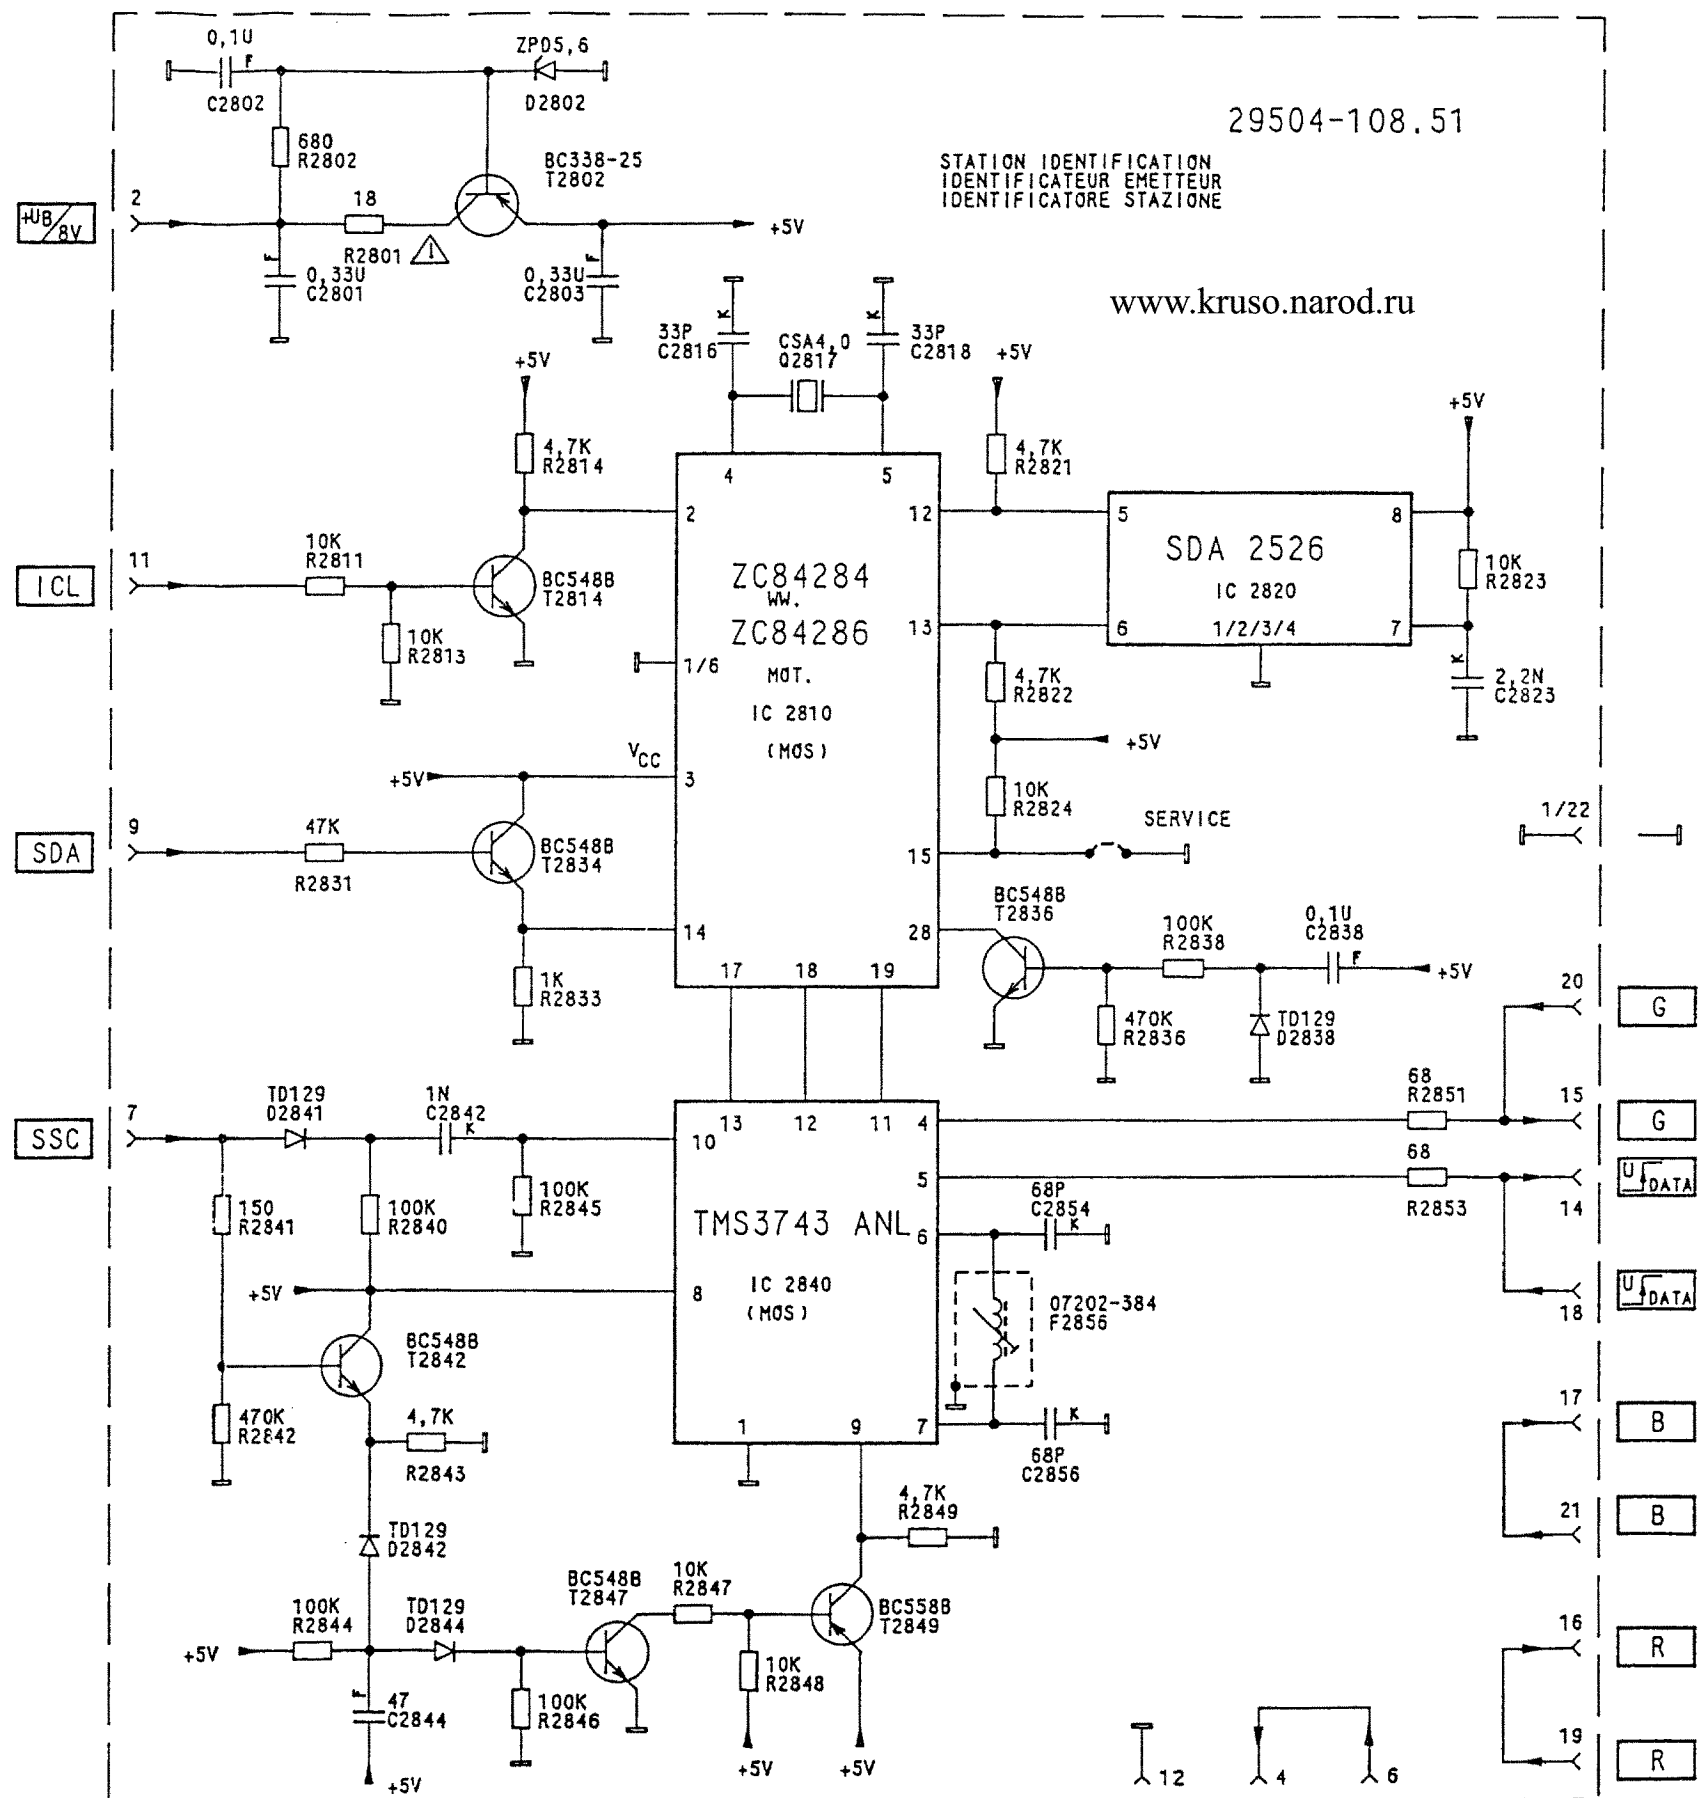 0,1U
F
C2802
ZPD5,6
D2802
29504-108.51
680
R2802
BC338-25
T2802
STATION IDENTIFICATION
IDENTIFICATEUR EMETTEUR
IDENTIFICATORE STAZIONE
+UB/8V
2
18
R2801
+5V
F
0,33U
C2801
F
0,33U
C2803
www.kruso.narod.ru
K
33P
C2816
CSA4,0
Q2817
K
33P
C2818
+5V
+5V
+5V
4,7K
R2814
4
5
4,7K
R2821
2
12
5
8
SDA 2526
IC 2820
10K
R2823
ICL
11
10K
R2811
BC548B
T2814
ZC84284
WW.
ZC84286
13
6
1/2/3/4
7
10K
R2813
1/6
MOT.
IC 2810
(MOS)
4,7K
R2822
K
2,2N
C2823
+5V
VCC
3
+5V
10K
R2824
SERVICE
1/22
SDA
9
47K
R2831
BC548B
T2834
15
BC548B
T2836
14
28
100K
R2838
0,1U
C2838
F
+5V
17
18
19
1K
R2833
470K
R2836
TD129
D2838
20
G
SSC
7
TD129
D2841
1N
C2842
K
10
13
12
11
4
68
R2851
15
G
150
R2841
100K
R2840
100K
R2845
5
68
R2853
U DATA
14
TMS3743 ANL
6
68P
C2854
K
+5V
8
IC 2840
(MOS)
07202-384
F2856
18
U DATA
BC548B
T2842
470K
R2842
4,7K
R2843
1
9
7
K
68P
C2856
17
B
4,7K
R2849
21
B
TD129
D2842
BC548B
T2847
10K
R2847
BC558B
T2849
100K
R2844
TD129
D2844
+5V
16
R
F
47
C2844
100K
R2846
10K
R2848
+5V
+5V
+5V
12
4
6
19
R